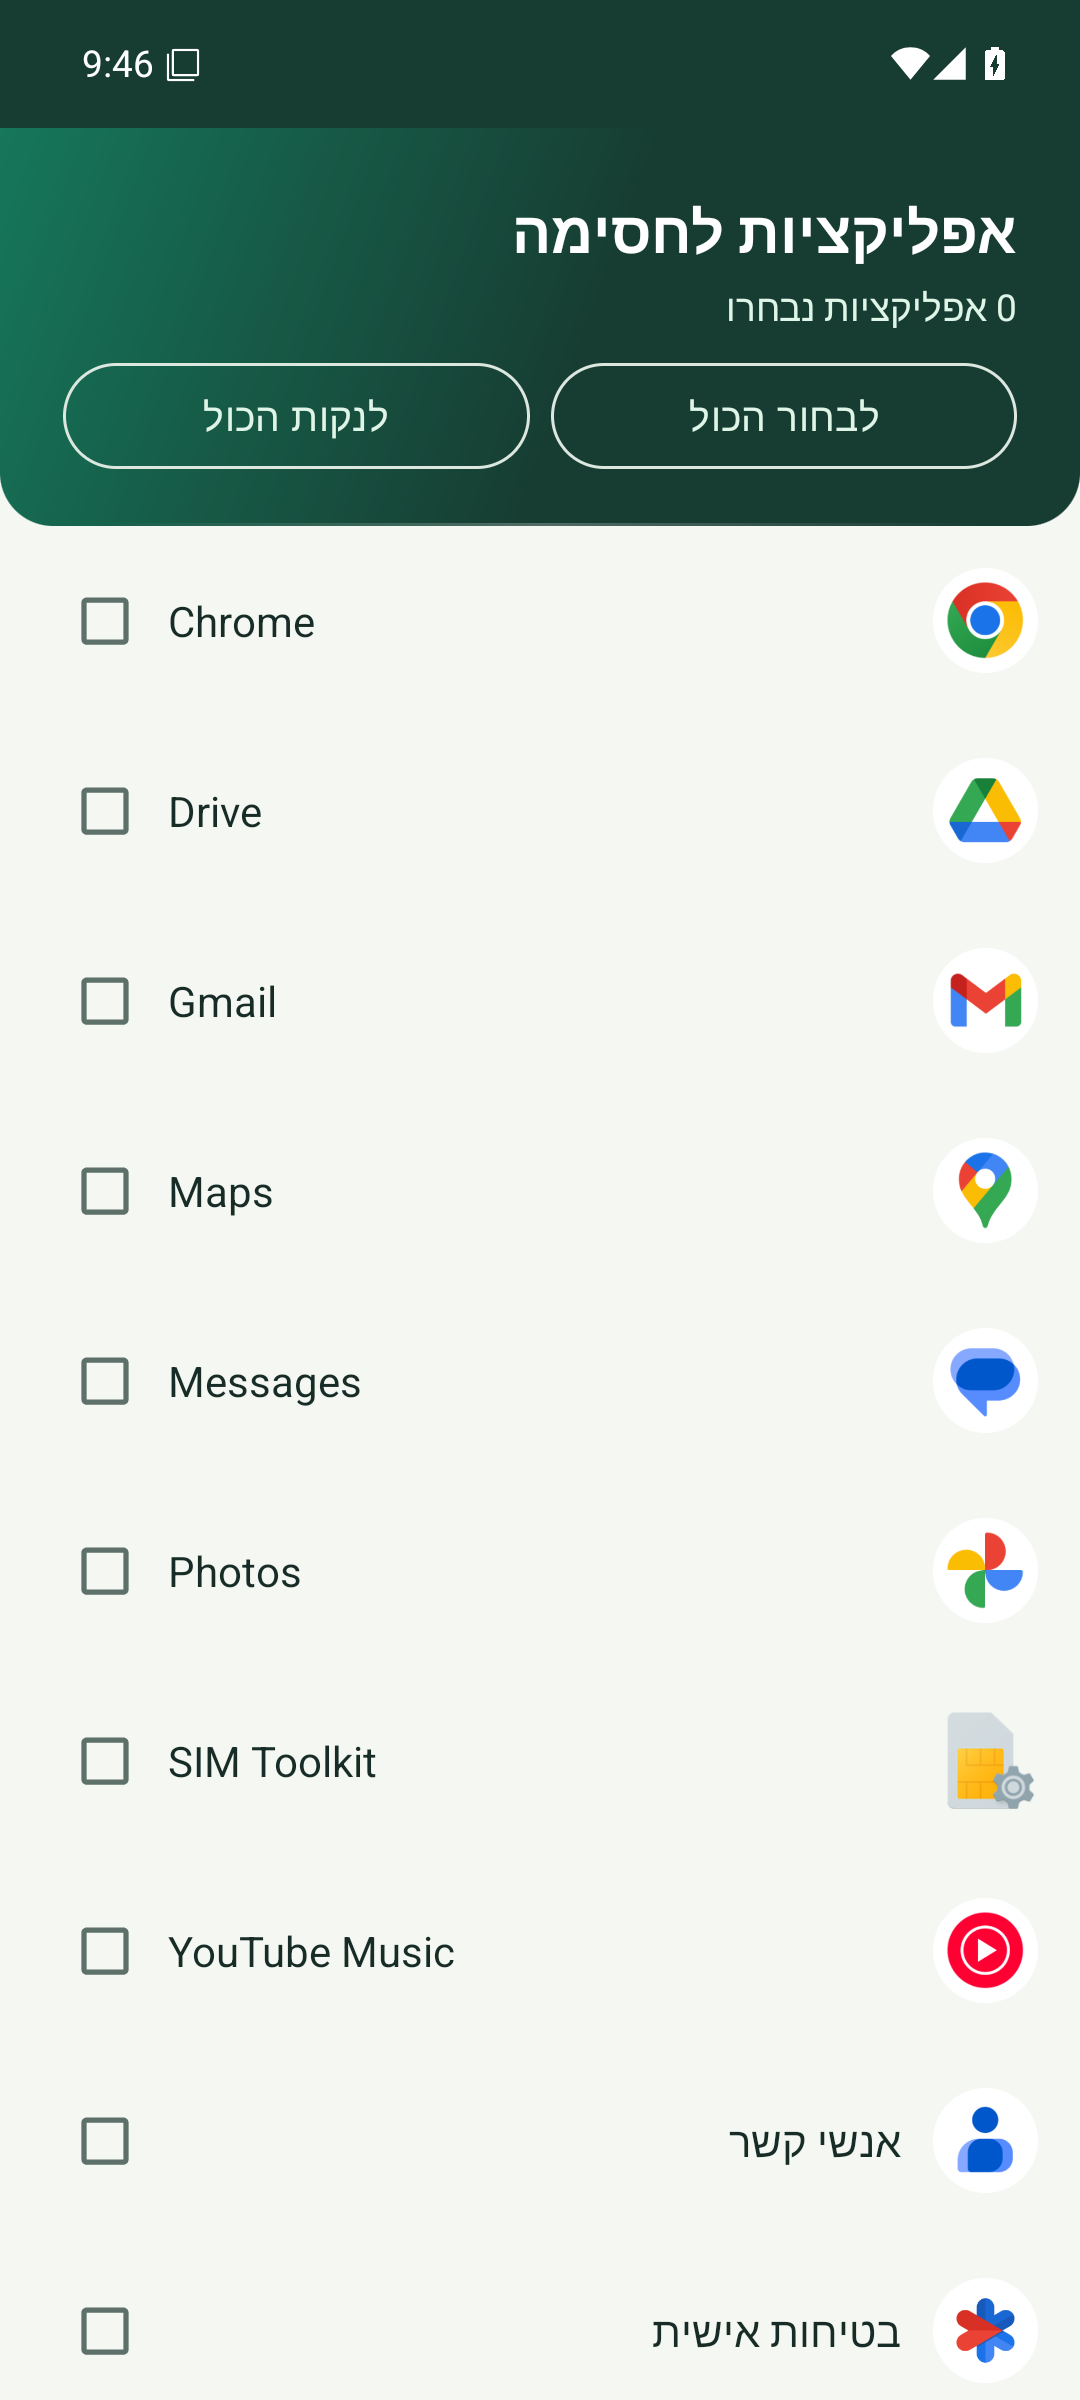 9:46
אפליקציות לחסימה
0 אפליקציות נבחרו
לבחור הכול
לנקות הכול
Chrome
Drive
Gmail
Maps
Messages
Photos
SIM Toolkit
YouTube Music
אנשי קשר
בטיחות אישית